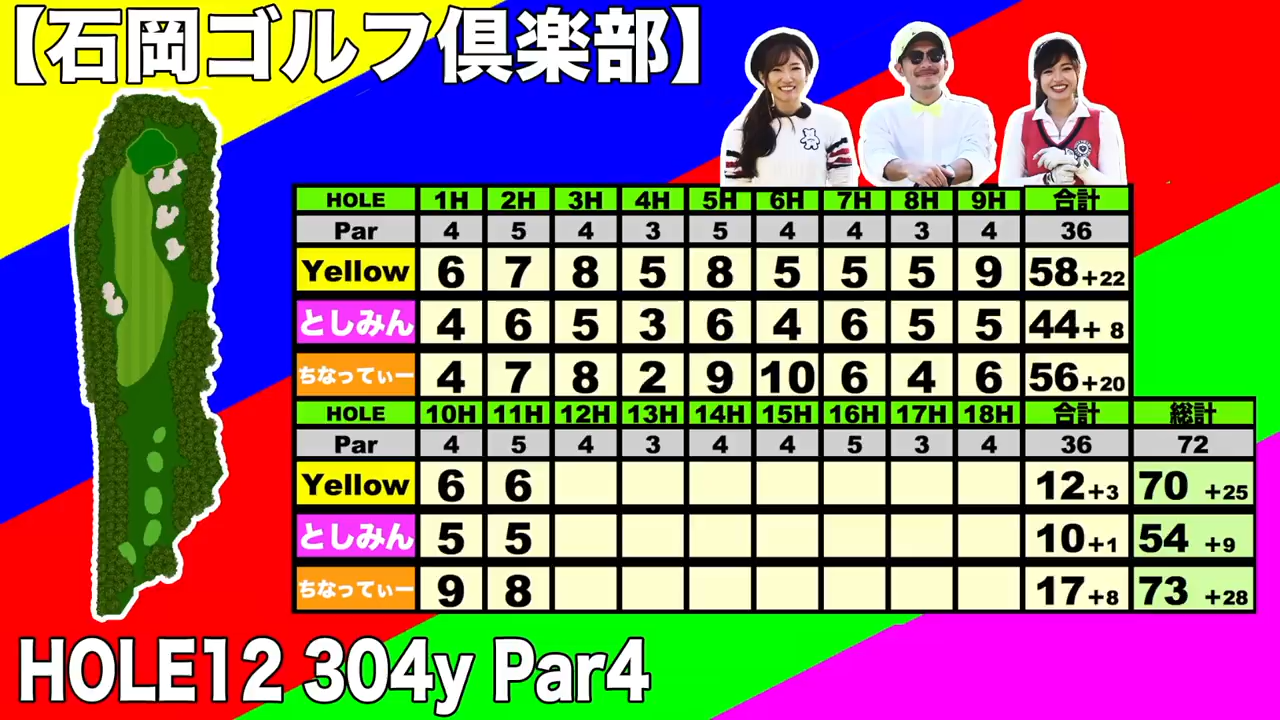 【石岡ゴルフ倶楽部】
HOLE 1H 2H 3H 4H 5H 6H 7H 8H 9H 合計
Par 4 5 4 3 5 4 4 3 4 36
Yellow 6 7 8 5 8 5 5 5 9 58+22
としみん 4 6 5 3 6 4 6 5 5 44+ 8
ちなってぃー 4 7 8 2 9 10 6 4 6 56+20
HOLE 10H 11H 12H 13H 14H 15H 16H 17H 18H 合計 総計
Par 4 5 4 3 4 4 5 3 4 36 72
Yellow 6 6 12+3 70 +25
としみん 5 5 10+1 54 +9
ちなってぃー 9 8 17+8 73 +28
HOLE12 304y Par4